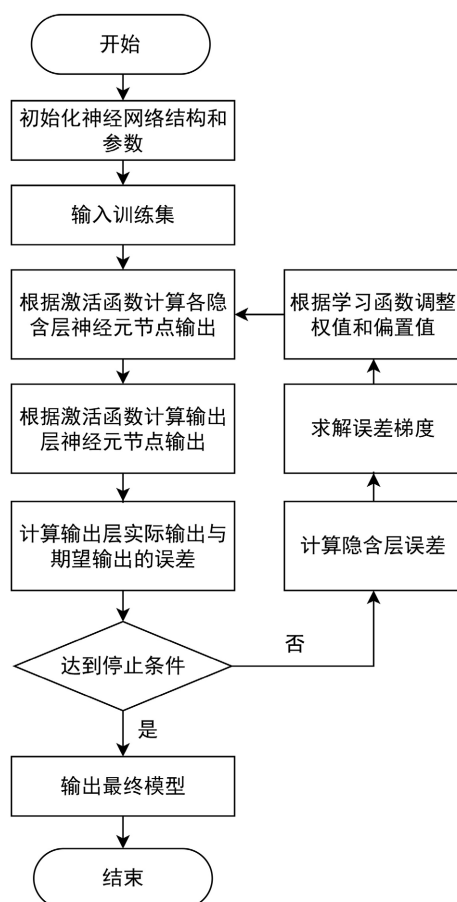 开始
初始化神经网络结构和
参数
输入训练集
根据激活函数计算各隐
含层神经元节点输出
根据学习函数调整
权值和偏置值
根据激活函数计算输出
层神经元节点输出
求解误差梯度
计算输出层实际输出与
期望输出的误差
计算隐含层误差
达到停止条件
否
是
输出最终模型
结束